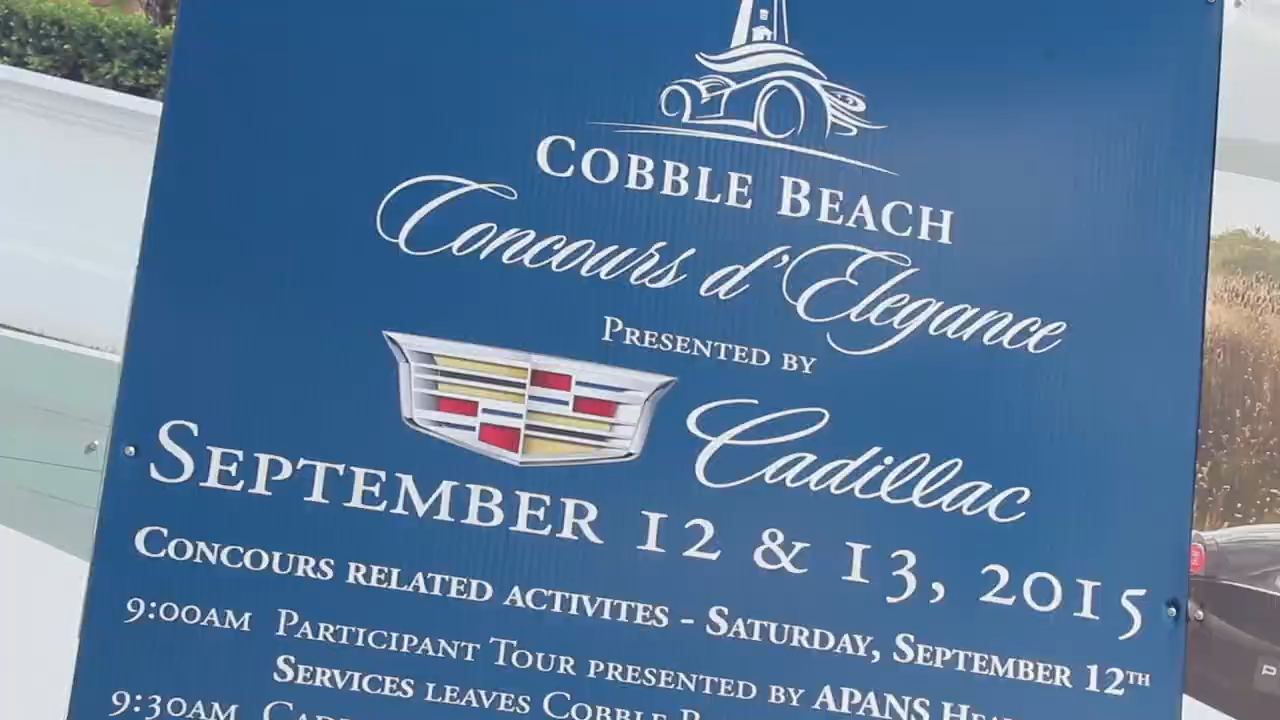 COBBLE BEACH
Concours d'Elegance
PRESENTED BY
Cadillac
SEPTEMBER 12 & 13, 2015
CONCOURS RELATED ACTIVITES - SATURDAY, SEPTEMBER 12TH
9:00AM PARTICIPANT TOUR PRESENTED BY APANS
SERVICES LEAVES COBBLE
9:30AM